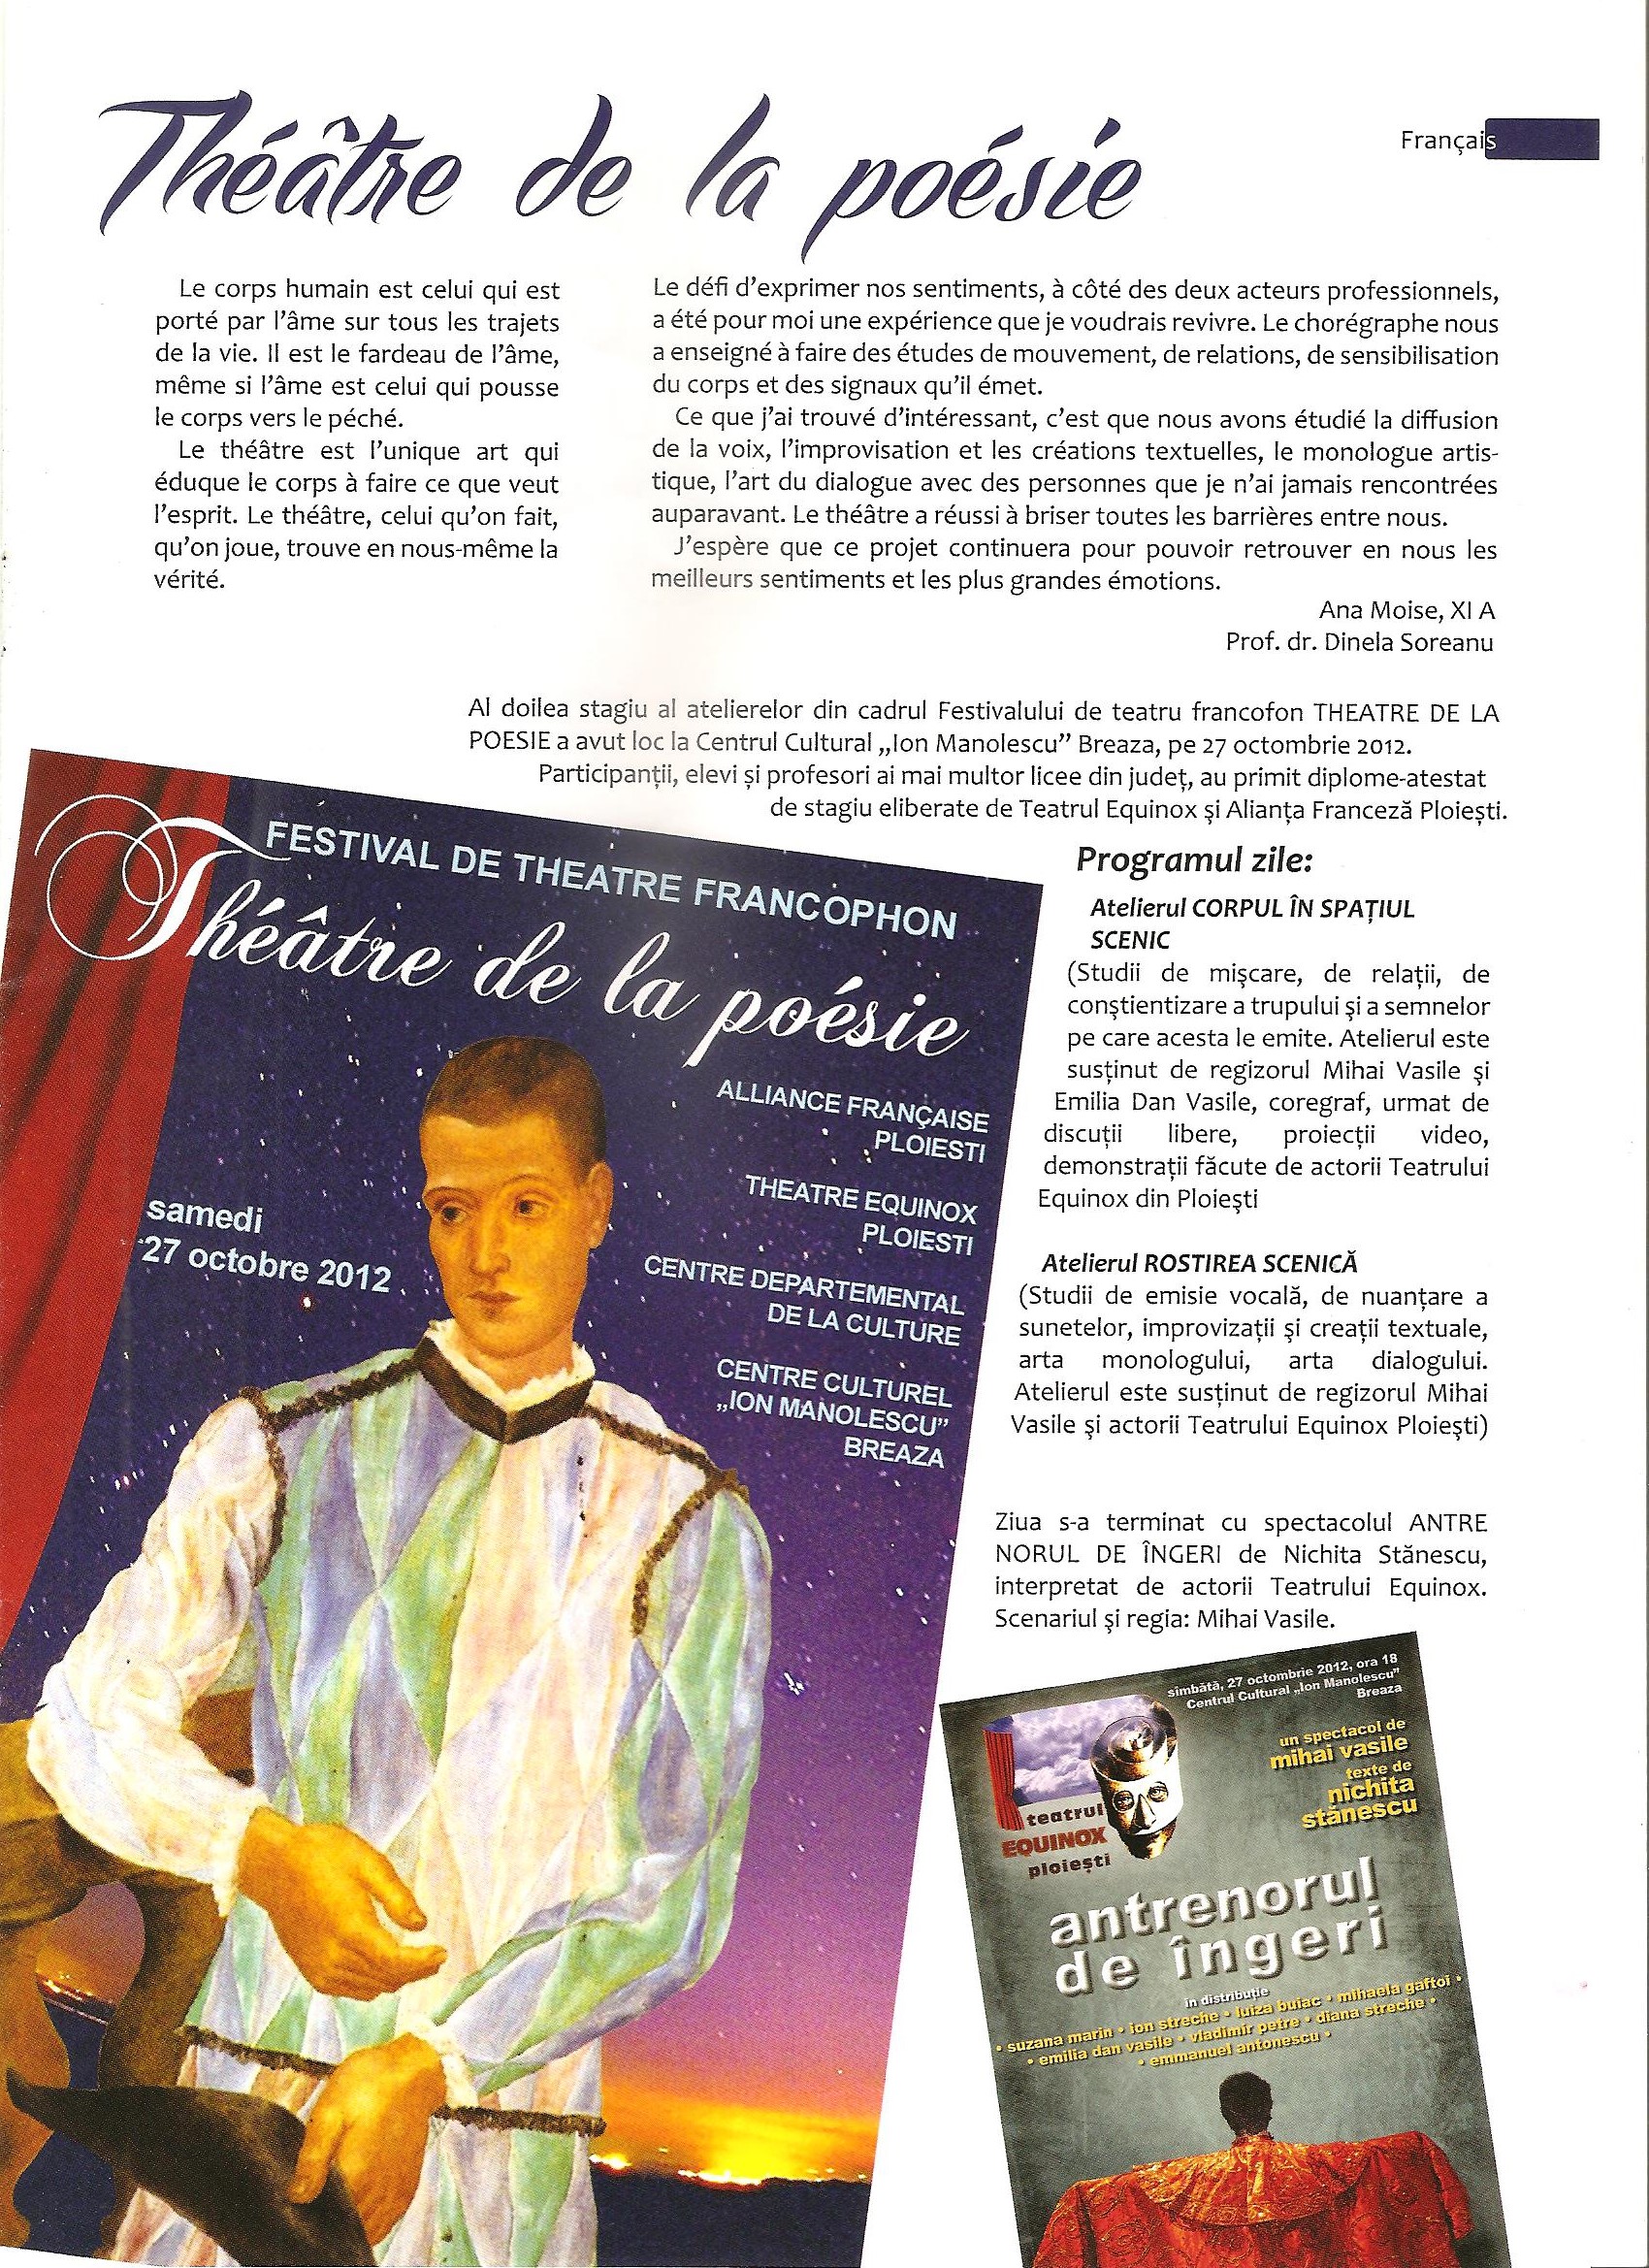 Théâtre de la poésie
Français
Le corps humain est celui qui est
porté par l'âme sur tous les trajets
de la vie. Il est le fardeau de l'âme,
même si l'âme est celui qui pousse
le corps vers le péché.
Le théâtre est l'unique art qui
éduque le corps à faire ce que veut
l'esprit. Le théâtre, celui qu'on fait,
qu'on joue, trouve en nous-même la
vérité.
Le défi d'exprimer nos sentiments, à côté des deux acteurs professionnels,
a été pour moi une expérience que je voudrais revivre. Le chorégraphe nous
a enseigné à faire des études de mouvement, de relations, de sensibilisation
du corps et des signaux qu'il émet.
Ce que j'ai trouvé d'intéressant, c'est que nous avons étudié la diffusion
de la voix, l'improvisation et les créations textuelles, le monologue artis-
tique, l'art du dialogue avec des personnes que je n'ai jamais rencontrées
auparavant. Le théâtre a réussi à briser toutes les barrières entre nous.
J'espère que ce projet continuera pour pouvoir retrouver en nous les
meilleurs sentiments et les plus grandes émotions.
Ana Moise, XI A
Prof. dr. Dinela Soreanu
Al doilea stagiu al atelierelor din cadrul Festivalului de teatru francofon THEATRE DE LA
POESIE a avut loc la Centrul Cultural „Ion Manolescu” Breaza, pe 27 octombrie 2012.
Participanții, elevi și profesori ai mai multor licee din județ, au primit diplome-atestat
de stagiu eliberate de Teatrul Equinox şi Alianța Franceză Ploieşti.
FESTIVAL DE THEATRE FRANCOPHON
Théâtre de la poésie
ALLIANCE FRANÇAISE
PLOIESTI
THEATRE EQUINOX
PLOIESTI
samedi
27 octobre 2012
CENTRE DEPARTEMENTAL
DE LA CULTURE
CENTRE CULTUREL
„ION MANOLESCU”
BREAZA
Programul zile:
Atelierul CORPUL ÎN SPAȚIUL
SCENIC
(Studii de mişcare, de relații, de
conştientizare a trupului şi a semnelor
pe care acesta le emite. Atelierul este
susținut de regizorul Mihai Vasile şi
Emilia Dan Vasile, coregraf, urmat de
discuții libere, proiecții video,
demonstrații făcute de actorii Teatrului
Equinox din Ploieşti
Atelierul ROSTIREA SCENICĂ
(Studii de emisie vocală, de nuanțare a
sunetelor, improvizații şi creații textuale,
arta monologului, arta dialogului.
Atelierul este susținut de regizorul Mihai
Vasile şi actorii Teatrului Equinox Ploieşti)
Ziua s-a terminat cu spectacolul ANTRE
NORUL DE ÎNGERI de Nichita Stănescu,
interpretat de actorii Teatrului Equinox.
Scenariul şi regia: Mihai Vasile.
simbătă, 27 octombrie 2012, ora 18
Centrul Cultural „Ion Manolescu”
Breaza
un spectacol de
mihai vasile
texte de
nichita
stănescu
teatrul
EQUINOX
ploiești
antrenorul
de îngeri
în distribuție
• suzana marin • ion streche • luiza buiac • mihaela gaftoi •
• emilia dan vasile • vladimir petre • diana streche •
• emmanuel antonescu •